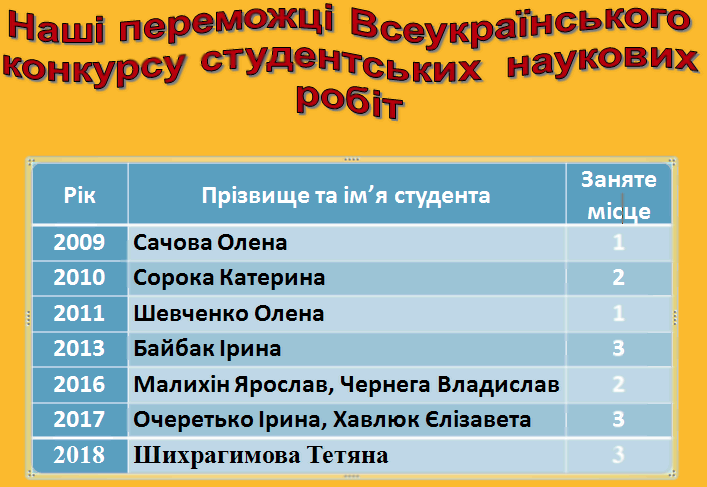 Наші переможці Всеукраїнського
конкурсу студентських наукових
робіт
Рік Прізвище та ім’я студента Заняте місце
2009 Сачова Олена 1
2010 Сорока Катерина 2
2011 Шевченко Олена 1
2013 Байбак Ірина 3
2016 Малихін Ярослав, Чернега Владислав 2
2017 Очеретько Ірина, Хавлюк Єлізавета 3
2018 Шихрагимова Тетяна 3